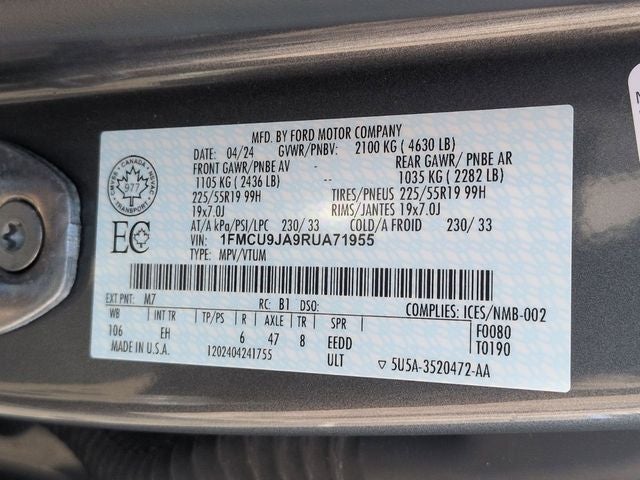 MFD. BY FORD MOTOR COMPANY
DATE: 04/24 GVWR/PNBV: 2100 KG ( 4630 LB)
FRONT GAWR/PNBE AV REAR GAWR/ PNBE AR
1105 KG ( 2436 LB) -- 1035 KG ( 2282 LB)
225/55R19 99H TIRES/PNEUS 225/55R19 99H
19x7.0J RIMS/JANTES 19x7.0J
AT/A kPa/PSI/LPC 230/ 33 COLD/A FROID 230/ 33
VIN: 1FMCU9JA9RUA71955
TYPE: MPV/VTUM
CANADA
977
TRANSPORT
EC
EXT PNT: M7 RC: B1 DSO: COMPLIES: ICES/NMB-002
WB INT TR TP/PS R AXLE TR SPR F0080
106 EH 6 47 8 EEDD T0190
MADE IN U.S.A. 1202404241755 ULT ▽ 5U5A-3520472-AA